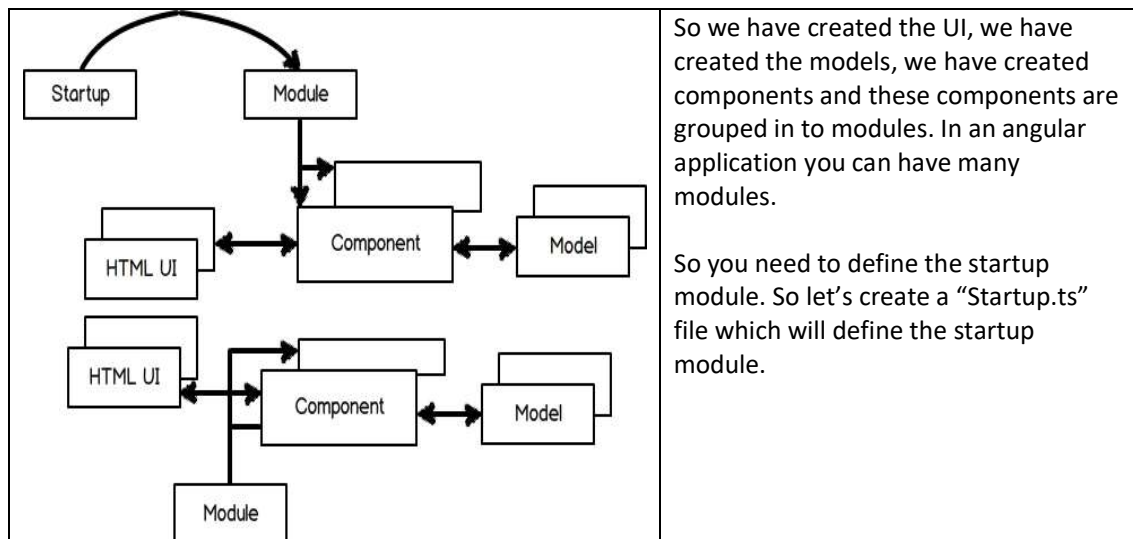 Startup
Module
Component
HTML UI
Model
HTML UI
Component
Model
Module
So we have created the UI, we have
created the models, we have created
components and these components are
grouped in to modules. In an angular
application you can have many
modules.
So you need to define the startup
module. So let’s create a “Startup.ts”
file which will define the startup
module.